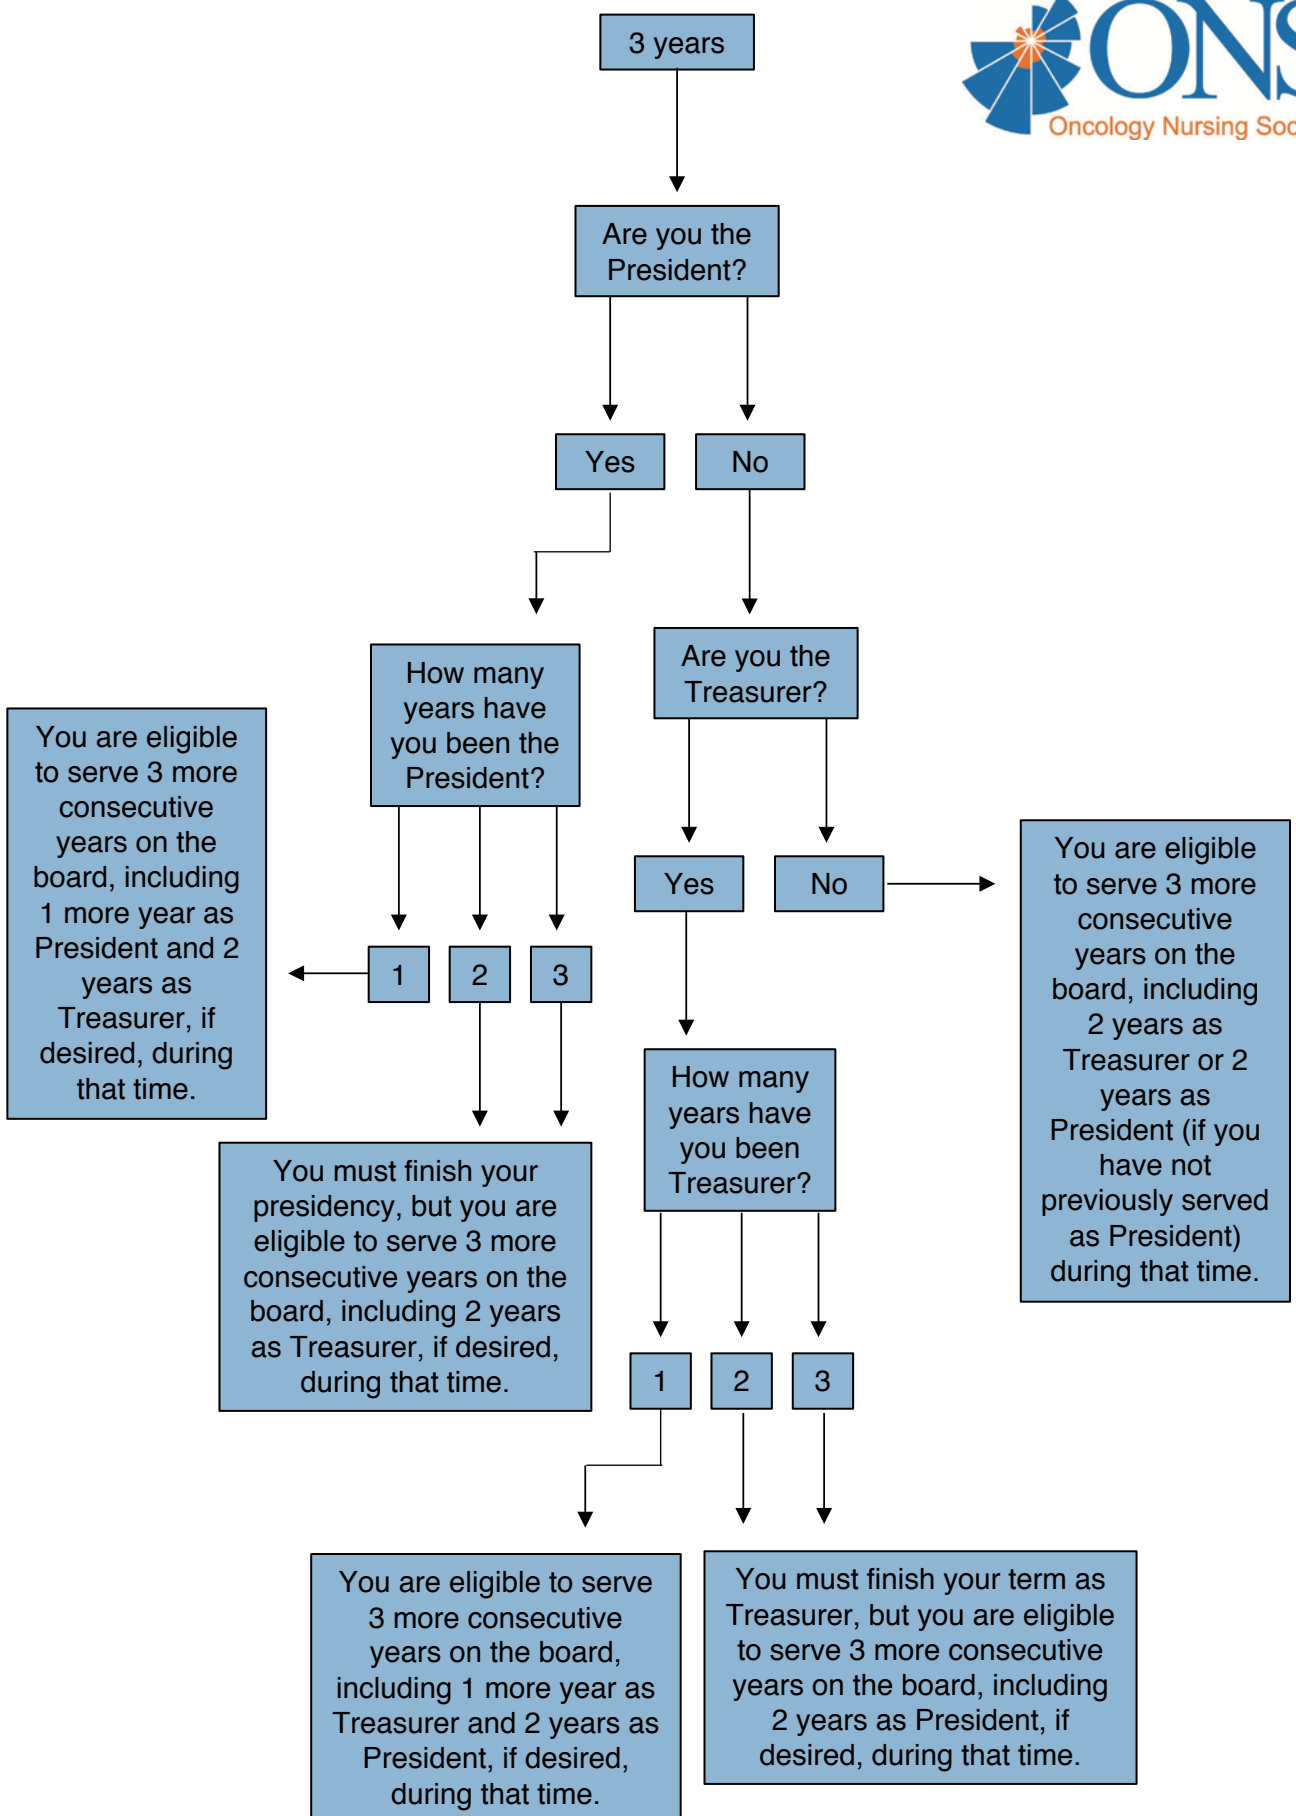 3 years
ONS
Oncology Nursing Soc
Are you the
President?
Yes
No
How many
years have
you been the
President?
Are you the
Treasurer?
You are eligible
to serve 3 more
consecutive
years on the
board, including
1 more year as
President and 2
years as
Treasurer, if
desired, during
that time.
Yes
No
You are eligible
to serve 3 more
consecutive
years on the
board, including
2 years as
Treasurer or 2
years as
President (if you
have not
previously served
as President)
during that time.
1
2
3
How many
years have
you been
Treasurer?
You must finish your
presidency, but you are
eligible to serve 3 more
consecutive years on the
board, including 2 years
as Treasurer, if desired,
during that time.
1
2
3
You are eligible to serve
3 more consecutive
years on the board,
including 1 more year as
Treasurer and 2 years as
President, if desired,
during that time.
You must finish your term as
Treasurer, but you are eligible
to serve 3 more consecutive
years on the board, including
2 years as President, if
desired, during that time.